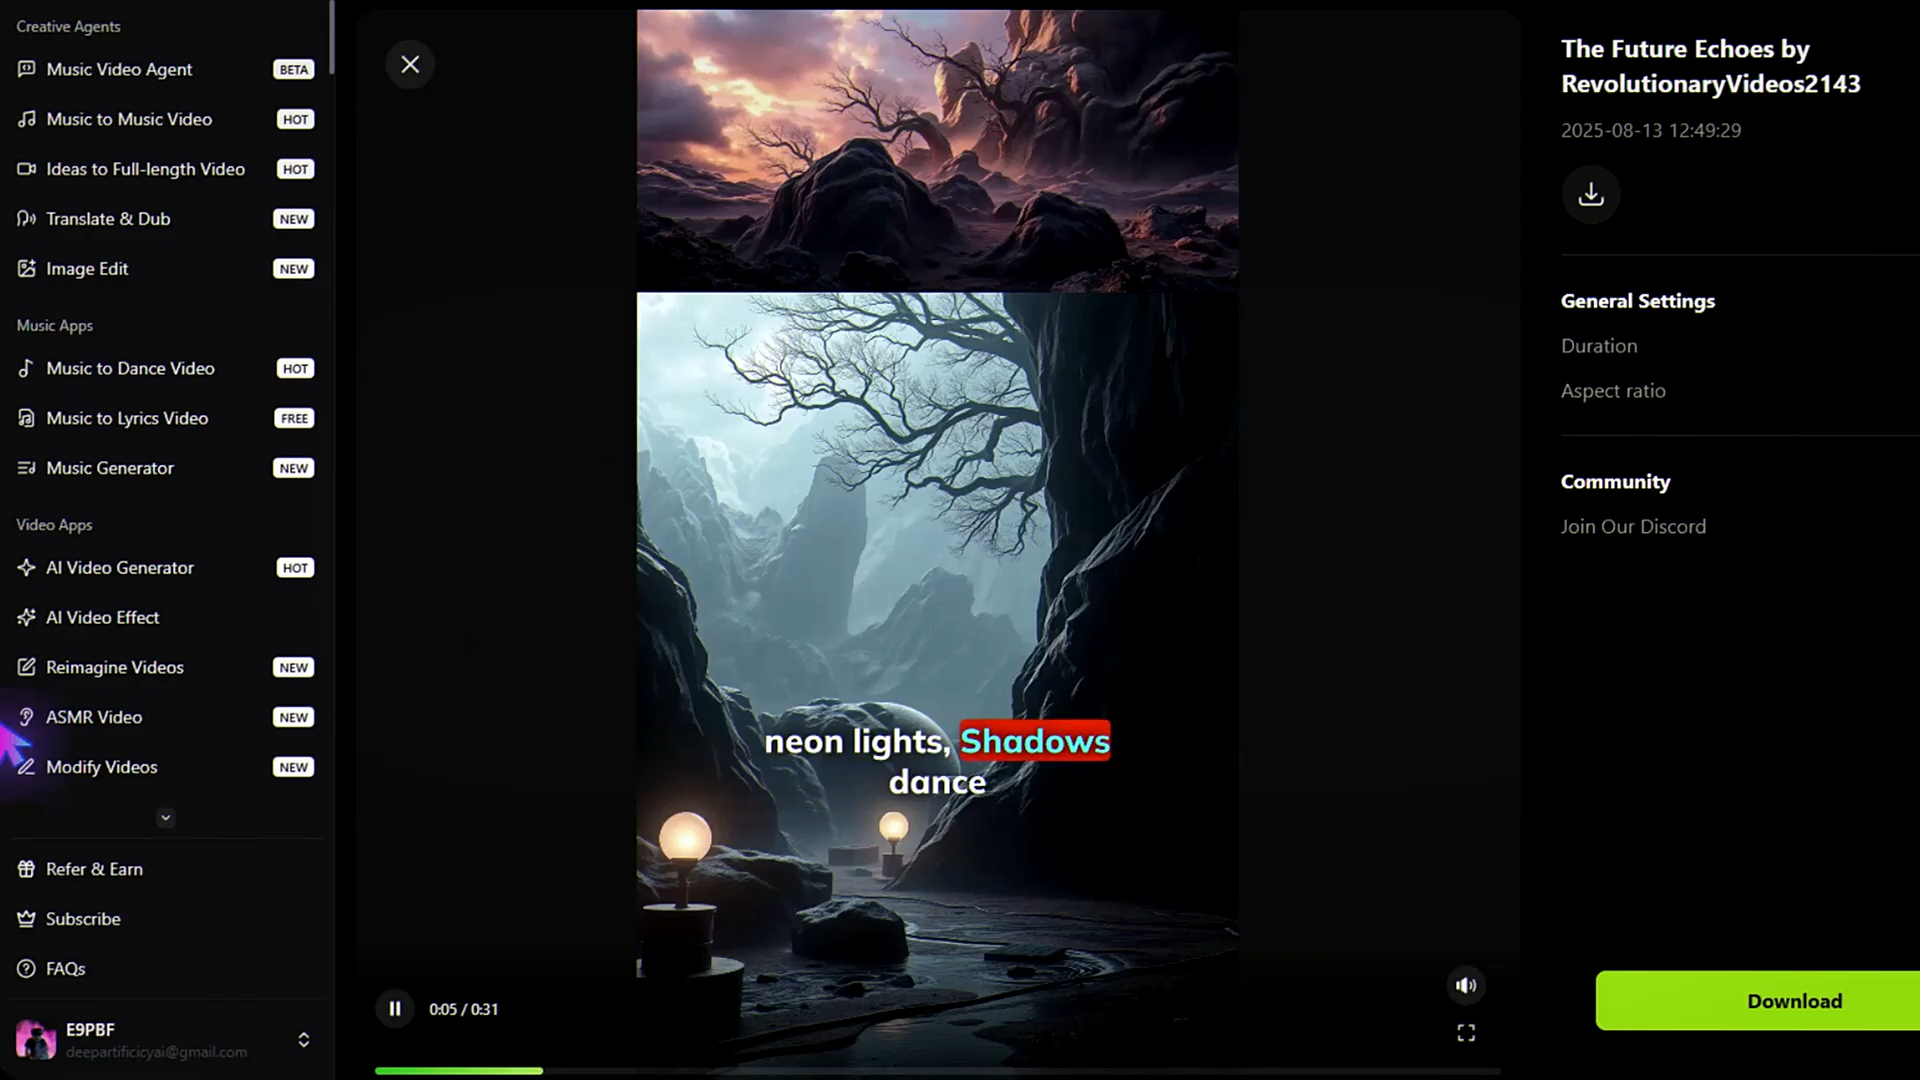 Creative Agents
Music Video Agent BETA
Music to Music Video HOT
Ideas to Full-length Video HOT
Translate & Dub NEW
Image Edit NEW
Music Apps
Music to Dance Video HOT
Music to Lyrics Video FREE
Music Generator NEW
Video Apps
AI Video Generator HOT
AI Video Effect
Reimagine Videos NEW
ASMR Video NEW
Modify Videos NEW
Refer & Earn
Subscribe
FAQs
E9PBF
deepartificicyai@gmail.com
neon lights, Shadows
dance
0:05 / 0:31
The Future Echoes by
RevolutionaryVideos2143
2025-08-13 12:49:29
General Settings
Duration
Aspect ratio
Community
Join Our Discord
Download